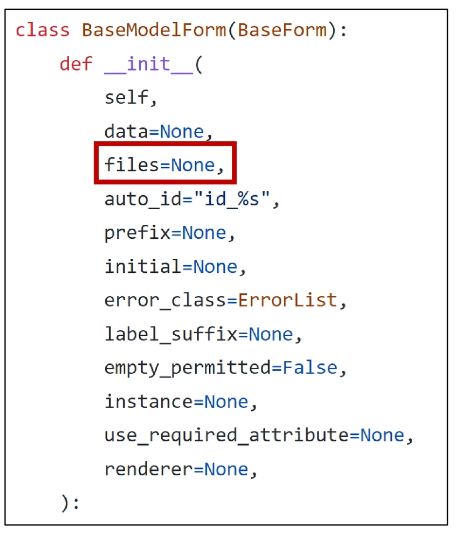 class BaseModelForm(BaseForm):
    def __init__(
        self,
        data=None,
        files=None,
        auto_id="id_%s",
        prefix=None,
        initial=None,
        error_class=ErrorList,
        label_suffix=None,
        empty_permitted=False,
        instance=None,
        use_required_attribute=None,
        renderer=None,
    ):